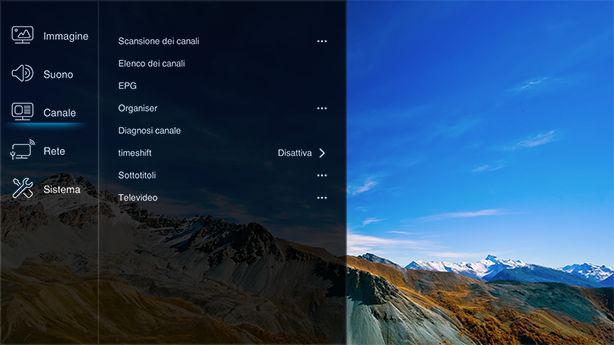 Immagine
Suono
Canale
Rete
Sistema
Scansione dei canali
Elenco dei canali
EPG
Organiser
Diagnosi canale
timeshift Disattiva
Sottotitoli
Televideo